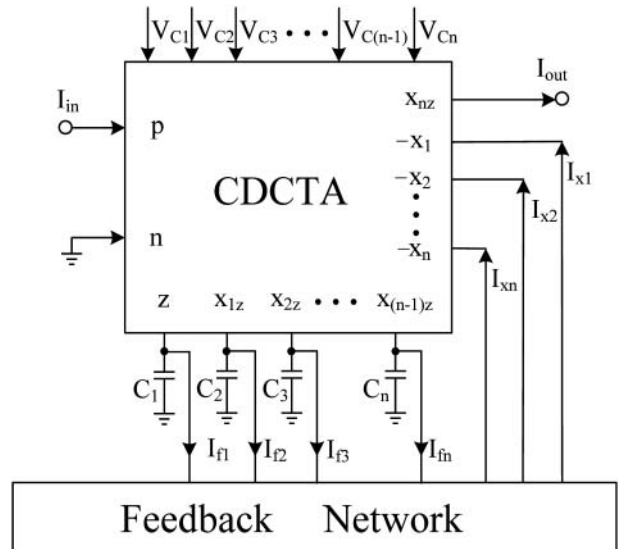 V_C1 V_C2 V_C3 • • • V_C(n-1) V_Cn
I_in
I_out
p
x_nz
−x_1
I_x1
CDCTA
−x_2
I_x2
n
−x_n
I_xn
z x_1z x_2z • • • x_(n-1)z
C_1 C_2 C_3 C_n
I_f1 I_f2 I_f3 I_fn
Feedback Network